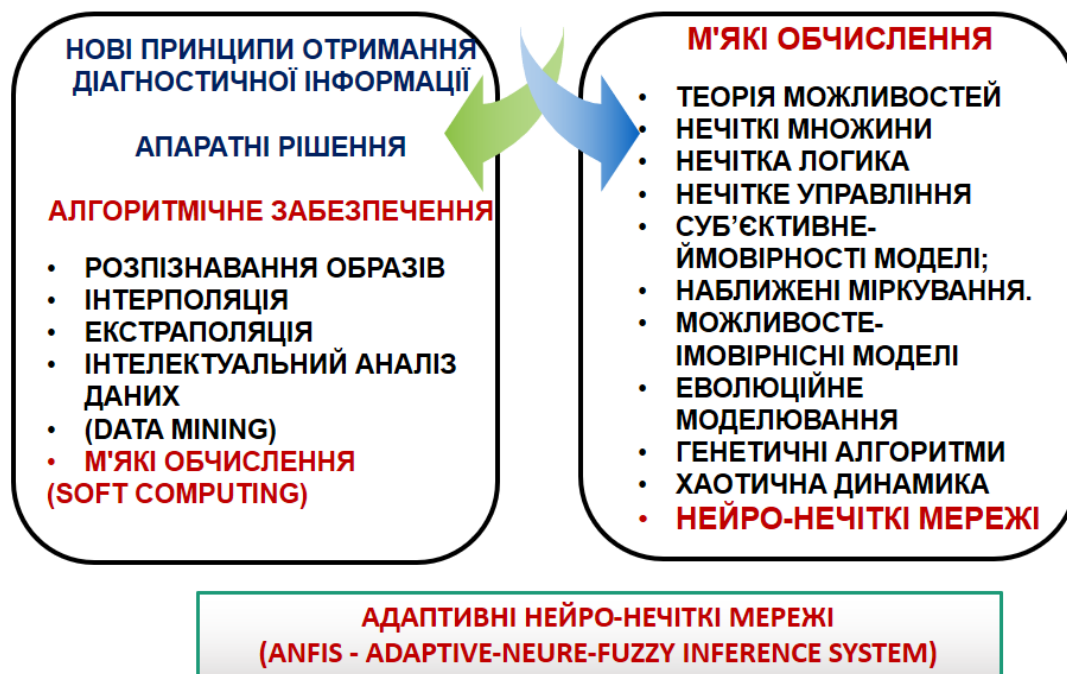 НОВІ ПРИНЦИПИ ОТРИМАННЯ
ДІАГНОСТИЧНОЇ ІНФОРМАЦІЇ
АПАРАТНІ РІШЕННЯ
АЛГОРИТМІЧНЕ ЗАБЕЗПЕЧЕННЯ
• РОЗПІЗНАВАННЯ ОБРАЗІВ
• ІНТЕРПОЛЯЦІЯ
• ЕКСТРАПОЛЯЦІЯ
• ІНТЕЛЕКТУАЛЬНИЙ АНАЛІЗ
ДАНИХ
• (DATA MINING)
• М'ЯКІ ОБЧИСЛЕННЯ
(SOFT COMPUTING)
М'ЯКІ ОБЧИСЛЕННЯ
• ТЕОРІЯ МОЖЛИВОСТЕЙ
• НЕЧІТКІ МНОЖИНИ
• НЕЧІТКА ЛОГИКА
• НЕЧІТКЕ УПРАВЛІННЯ
• СУБ’ЄКТИВНЕ-
ЙМОВІРНОСТІ МОДЕЛІ;
• НАБЛИЖЕНІ МІРКУВАННЯ.
• МОЖЛИВОСТЕ-
ІМОВІРНІСНІ МОДЕЛІ
• ЕВОЛЮЦІЙНЕ
МОДЕЛЮВАННЯ
• ГЕНЕТИЧНІ АЛГОРИТМИ
• ХАОТИЧНА ДИНАМИКА
• НЕЙРО-НЕЧІТКІ МЕРЕЖІ
АДАПТИВНІ НЕЙРО-НЕЧІТКІ МЕРЕЖІ
(ANFIS - ADAPTIVE-NEURE-FUZZY INFERENCE SYSTEM)